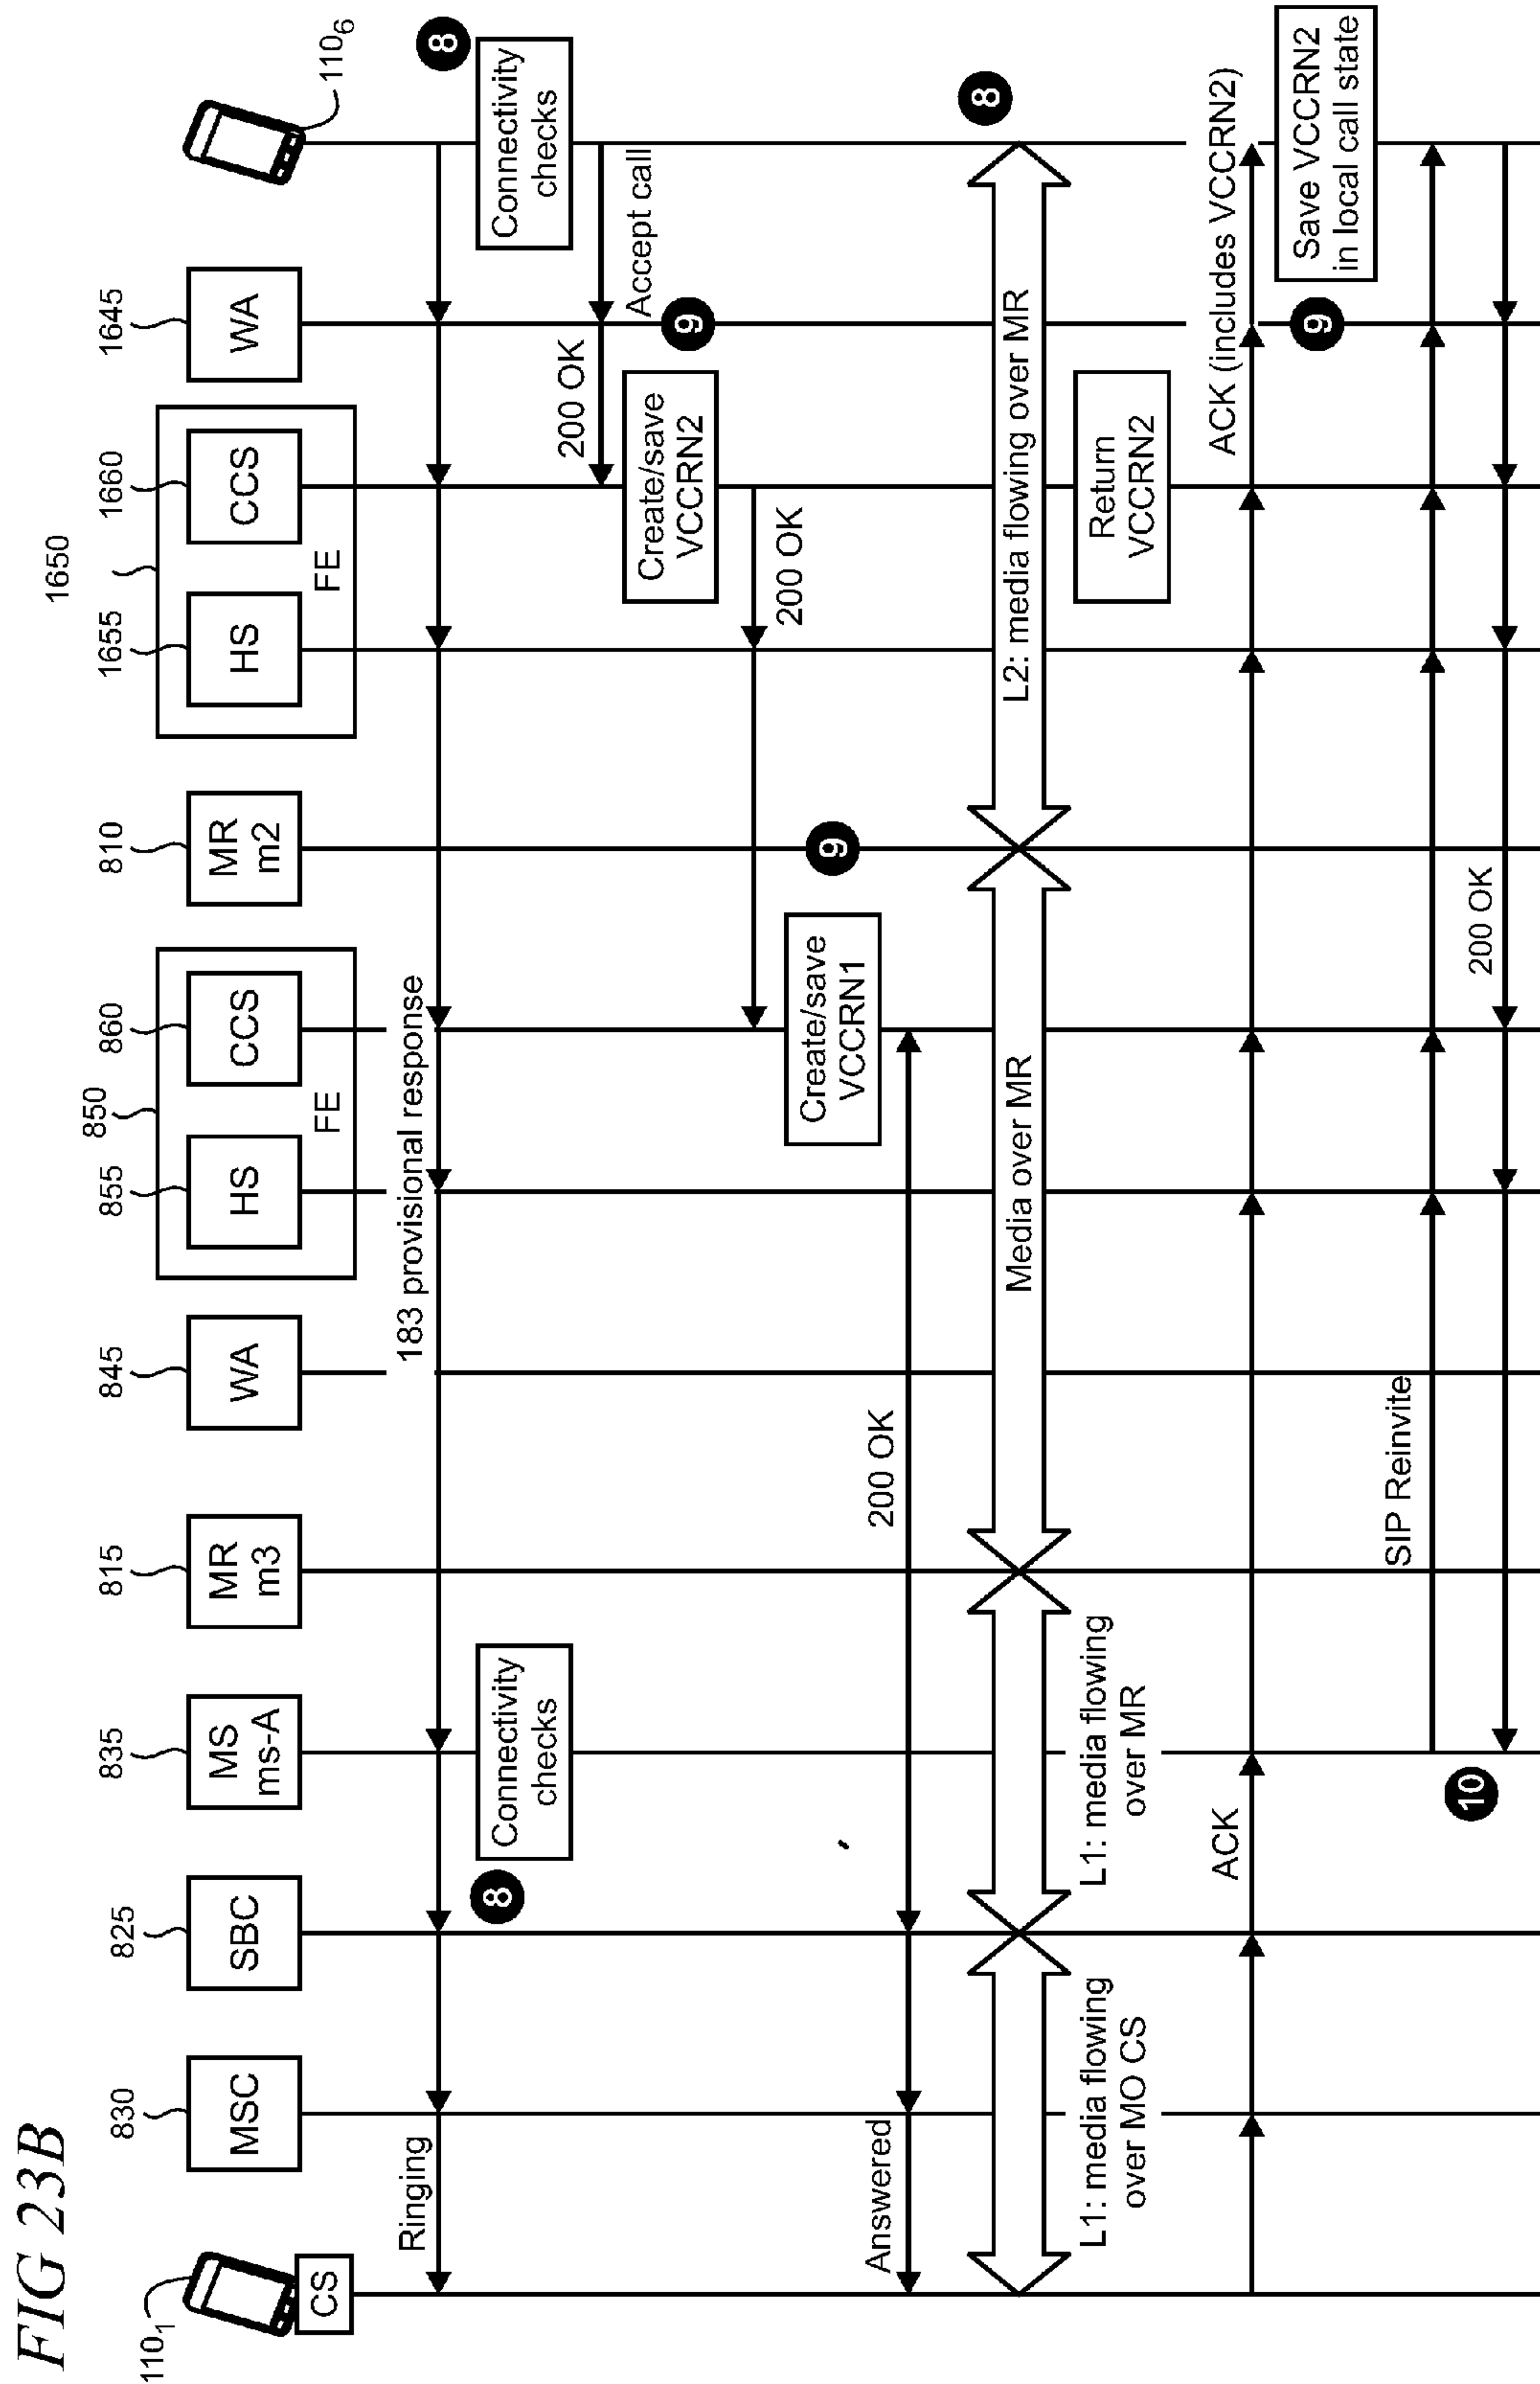 FIG 23B
110₁
CS
830
MSC
825
SBC
835
MS
ms-A
815
MR
m3
845
WA
850
855
HS
860
CCS
FE
810
MR
m2
1650
1655
HS
1660
CCS
FE
1645
WA
110₆
Ringing
183 provisional response
8
Connectivity
checks
Connectivity
checks
8
200 OK
Accept call
Create/save
VCCRN2
9
200 OK
Create/save
VCCRN1
9
Answered
200 OK
L1: media flowing
over MO CS
L1: media flowing
over MR
Media over MR
L2: media flowing over MR
8
Return
VCCRN2
ACK
ACK (includes VCCRN2)
9
Save VCCRN2
in local call state
SIP Reinvite
10
200 OK